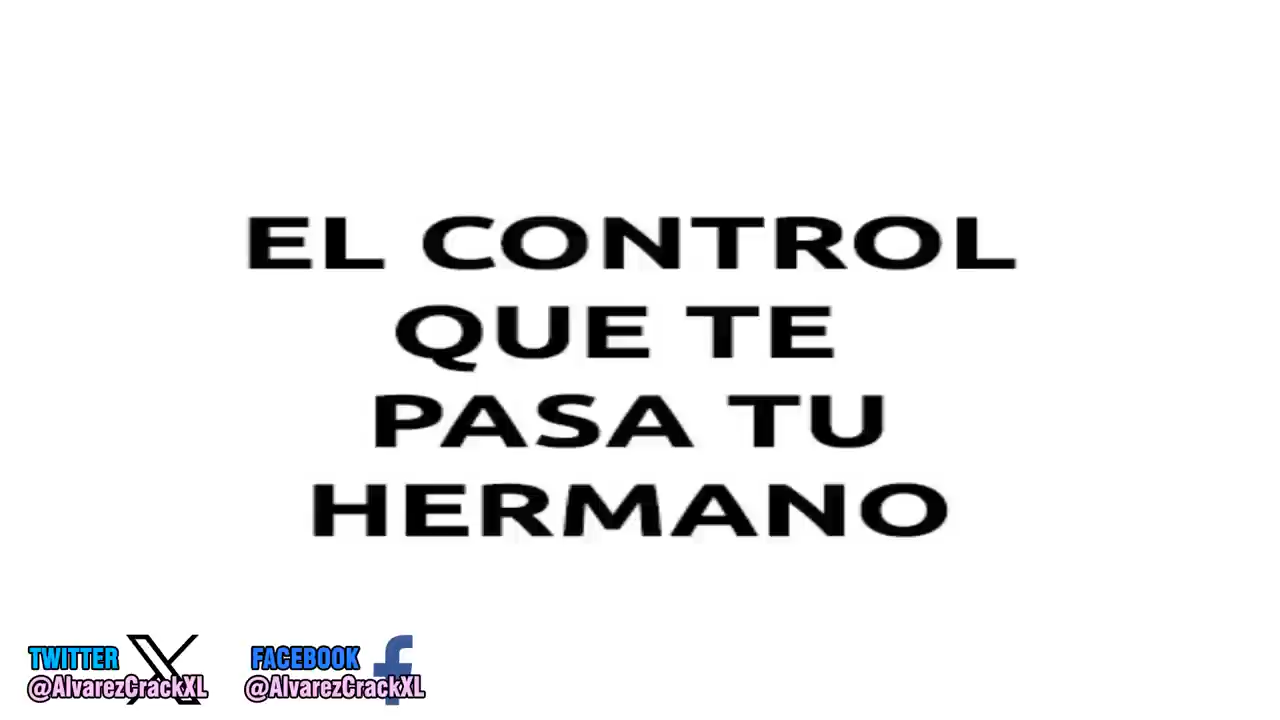 EL CONTROL
QUE TE
PASA TU
HERMANO
TWITTER
@AlvarezCrackXL
FACEBOOK
@AlvarezCrackXL